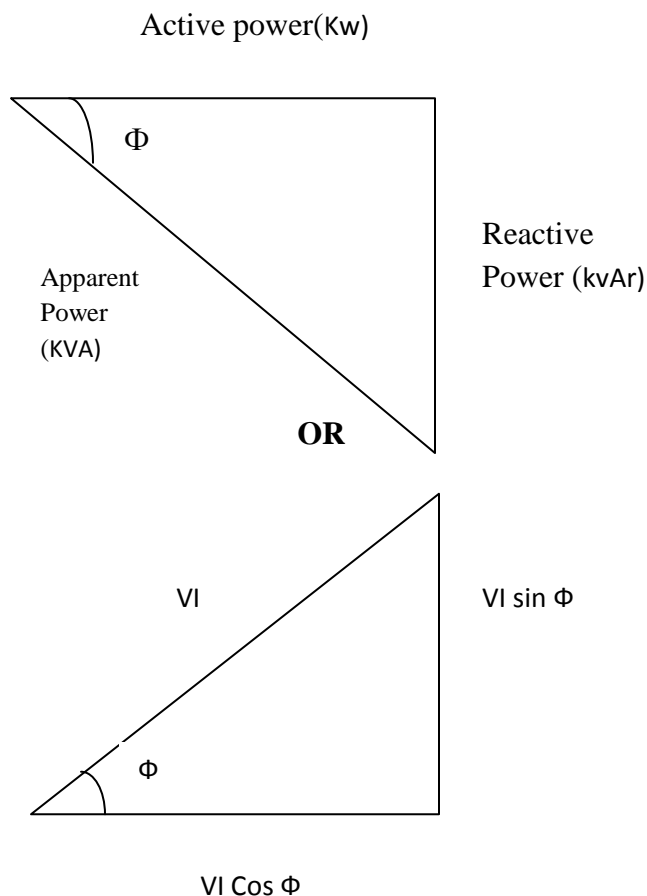 Active power(Kw)
Φ
Reactive
Power (kvAr)
Apparent
Power
(KVA)
OR
VI
VI sin Φ
Φ
VI Cos Φ